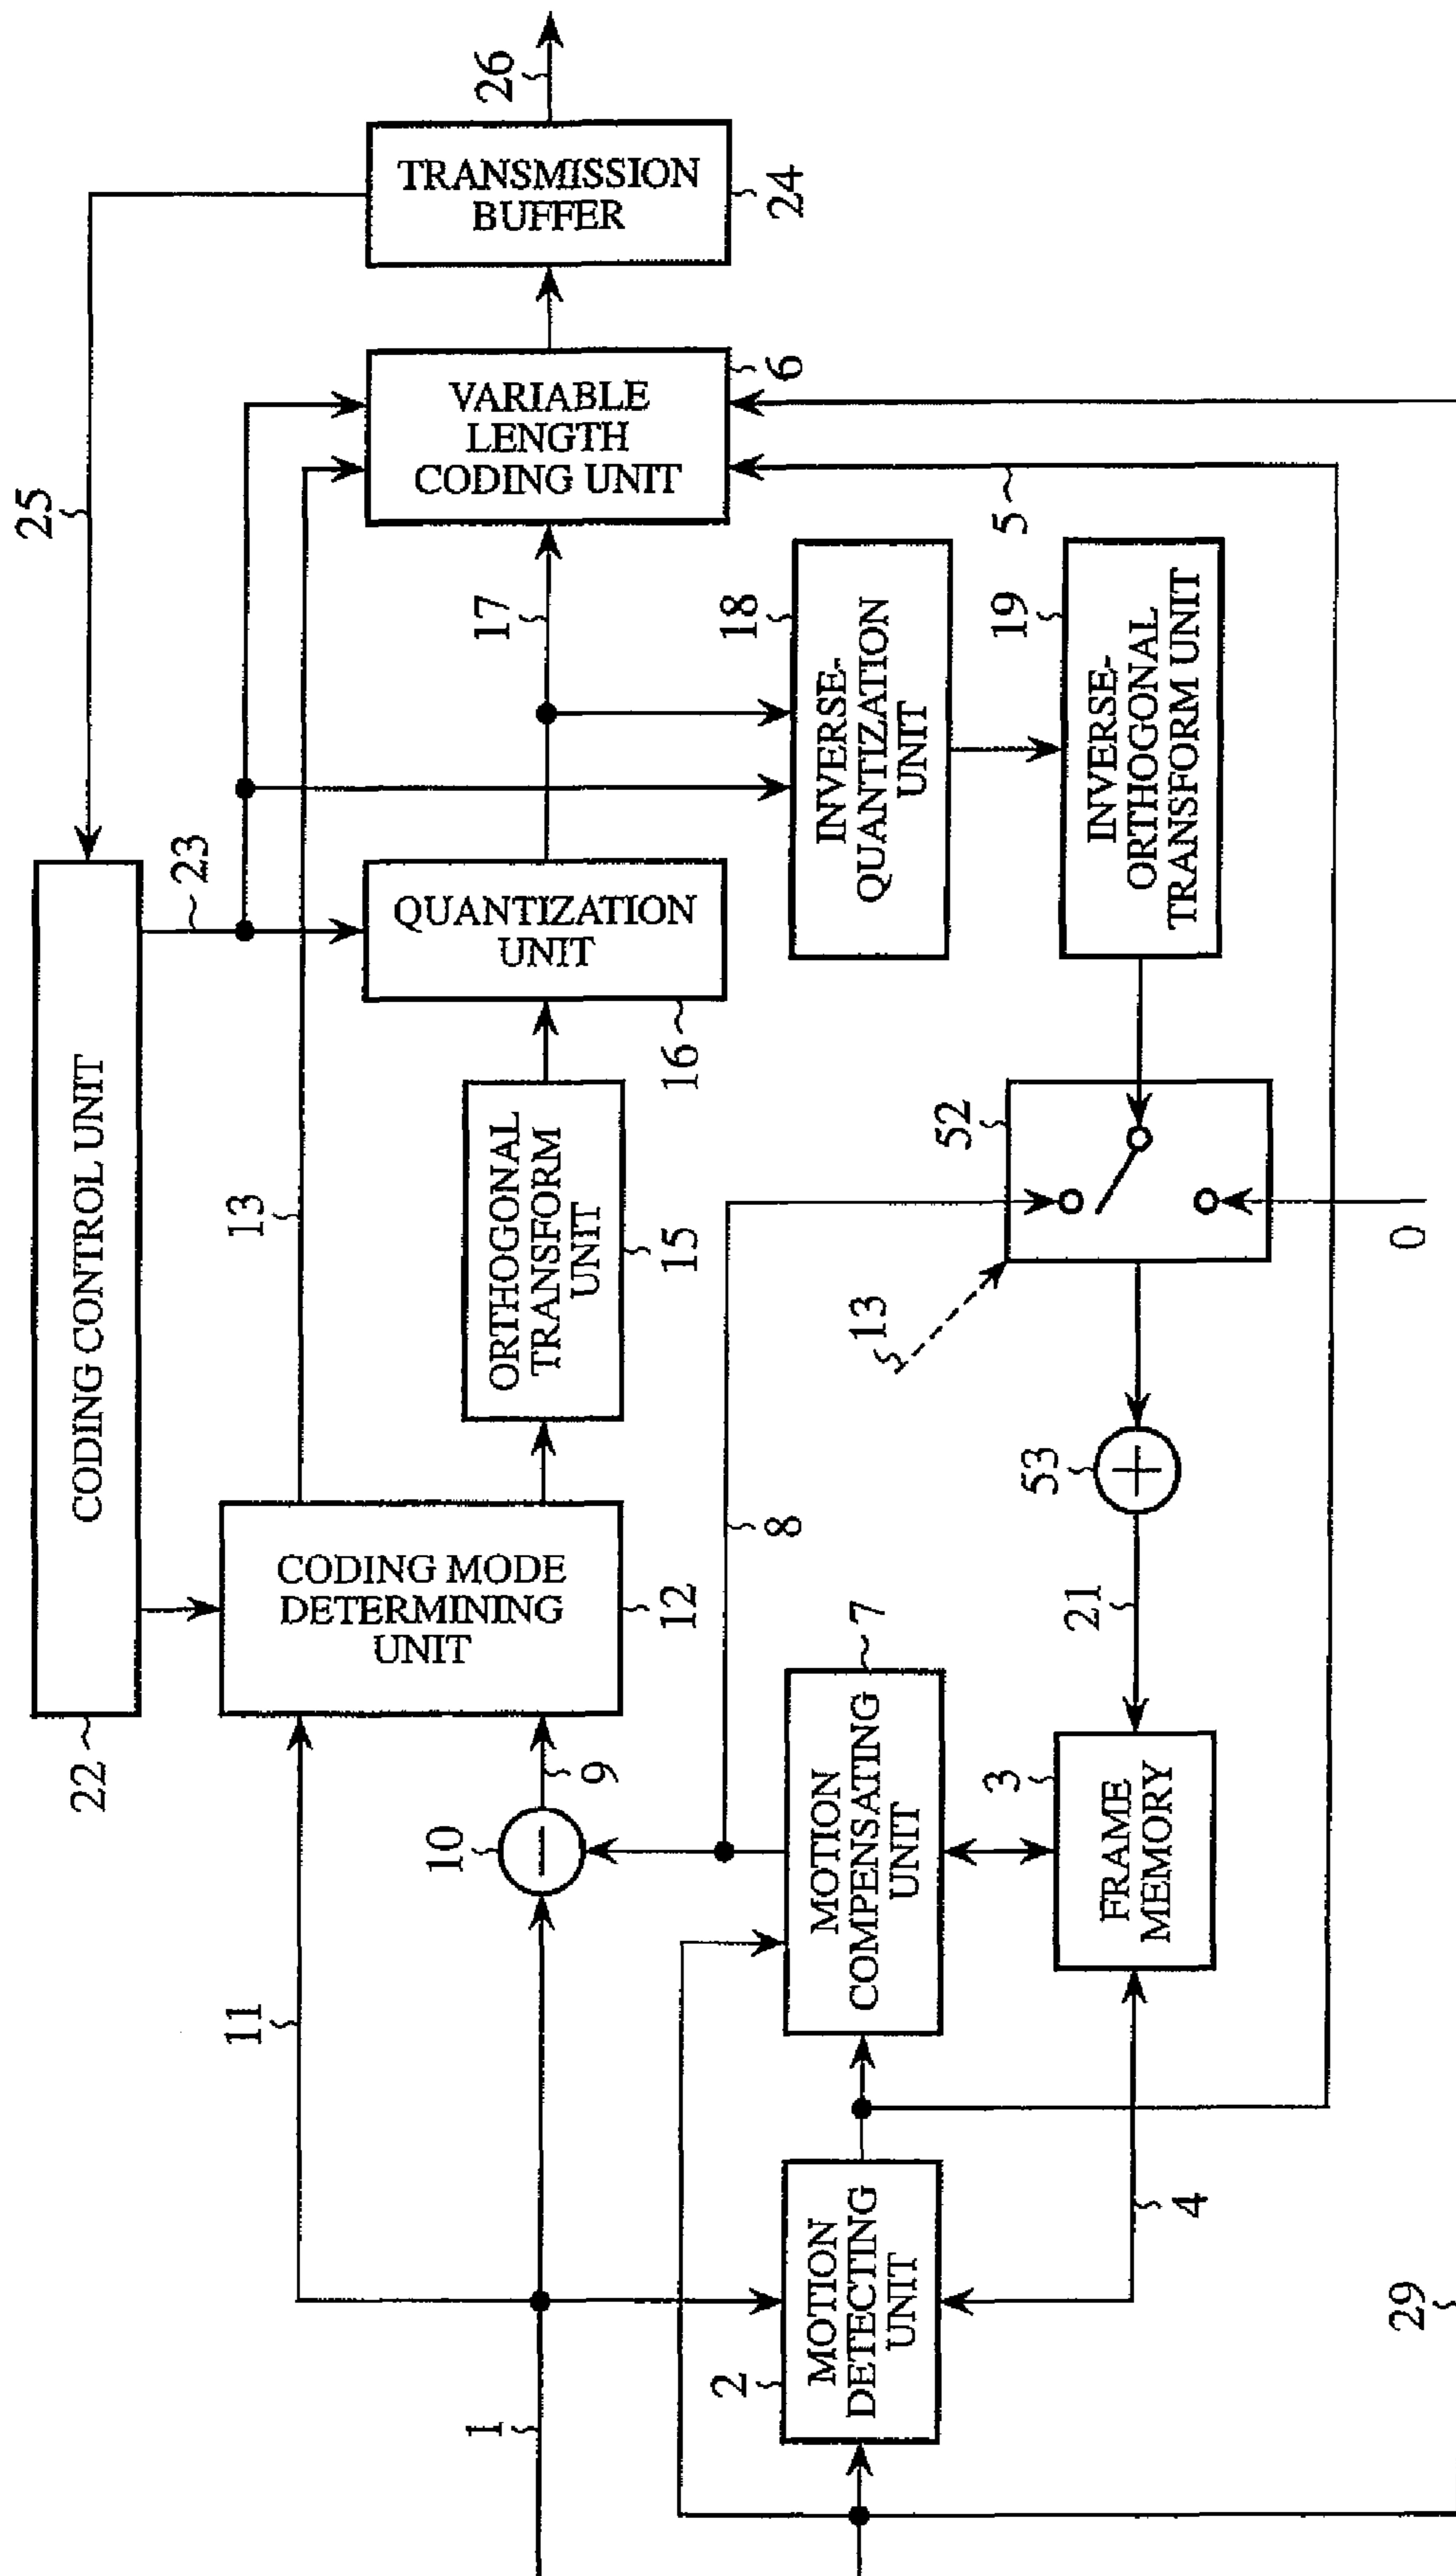 CODING CONTROL UNIT
22
25
23
26
TRANSMISSION
BUFFER
24
VARIABLE
LENGTH
CODING UNIT
6
13
11
CODING MODE
DETERMINING
UNIT
12
ORTHOGONAL
TRANSFORM
UNIT
15
QUANTIZATION
UNIT
16
17
1
10
9
8
INVERSE-
QUANTIZATION
UNIT
18
5
MOTION
DETECTING
UNIT
2
MOTION
COMPENSATING
UNIT
7
13
52
INVERSE-
ORTHOGONAL
TRANSFORM UNIT
19
4
FRAME
MEMORY
3
21
53
0
29